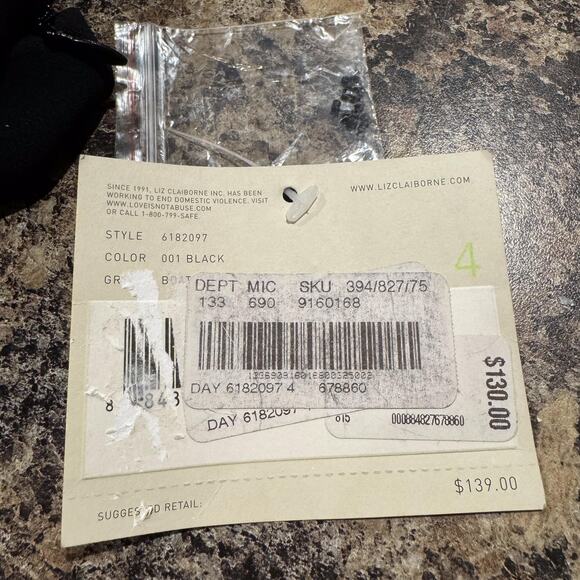 SINCE 1991, LIZ CLAIBORNE INC. HAS BEEN
WORKING TO END DOMESTIC VIOLENCE. VISIT
WWW.LOVEISNOTABUSE.COM
OR CALL 1-800-799-SAFE.
WWW.LIZCLAIBORNE.COM
STYLE 6182097
COLOR 001 BLACK
4
DEPT MIC SKU 394/827/75
133 690 9160168
DAY 6182097 4 678860
DAY 6182097
$130.00
000884827678860
$139.00
SUGGESTED RETAIL: